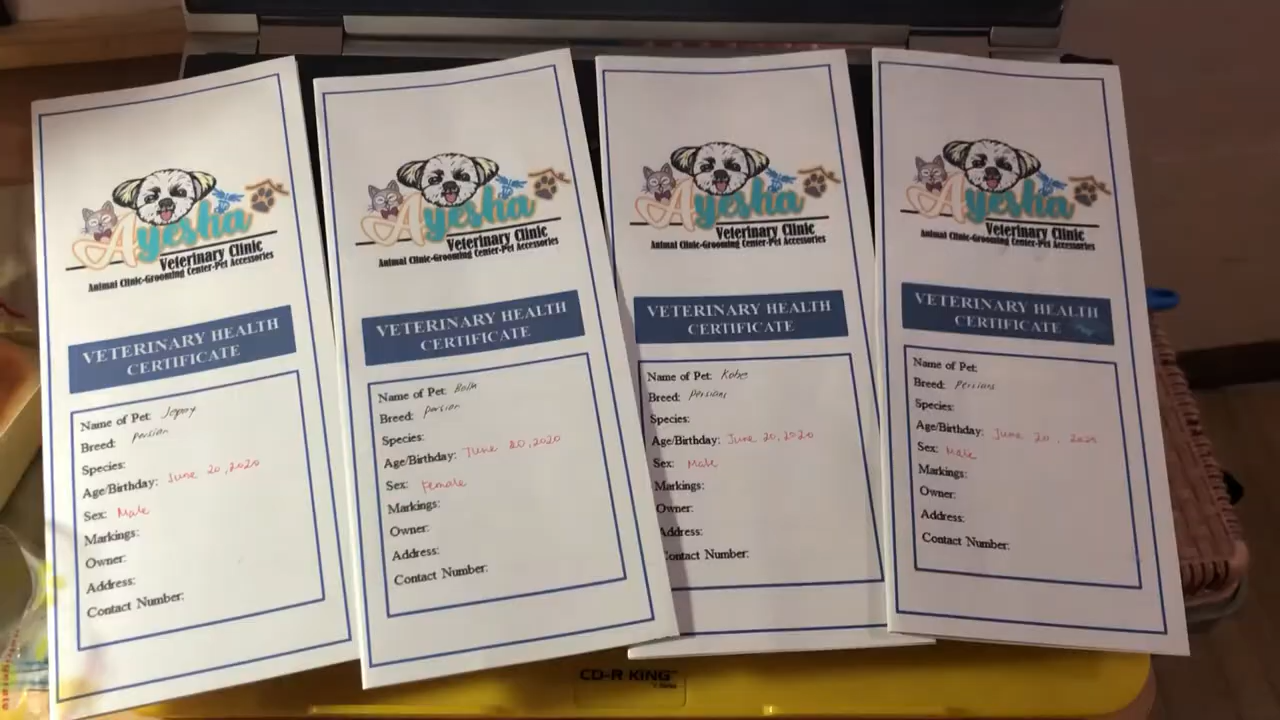 Ayesha
Veterinary Clinic
Animal Clinic-Grooming Center-Pet Accessories
VETERINARY HEALTH
CERTIFICATE
Name of Pet: Jepoy
Breed: persian
Species:
Age/Birthday: June 20, 2020
Sex: Male
Markings:
Owner:
Address:
Contact Number:
Ayesha
Veterinary Clinic
Animal Clinic-Grooming Center-Pet Accessories
VETERINARY HEALTH
CERTIFICATE
Name of Pet:
Breed: persian
Species:
Age/Birthday: June 20, 2020
Sex: Female
Markings:
Owner:
Address:
Contact Number:
Ayesha
Veterinary Clinic
Animal Clinic-Grooming Center-Pet Accessories
VETERINARY HEALTH
CERTIFICATE
Name of Pet: Kobe
Breed: Persians
Species:
Age/Birthday: June 20, 2020
Sex: Male
Markings:
Owner:
Address:
Contact Number:
Ayesha
Veterinary Clinic
Animal Clinic-Grooming Center-Pet Accessories
VETERINARY HEALTH
CERTIFICATE
Name of Pet:
Breed: Persians
Species:
Age/Birthday: June 20,
Sex: Male
Markings:
Owner:
Address:
Contact Number:
CD-R KING